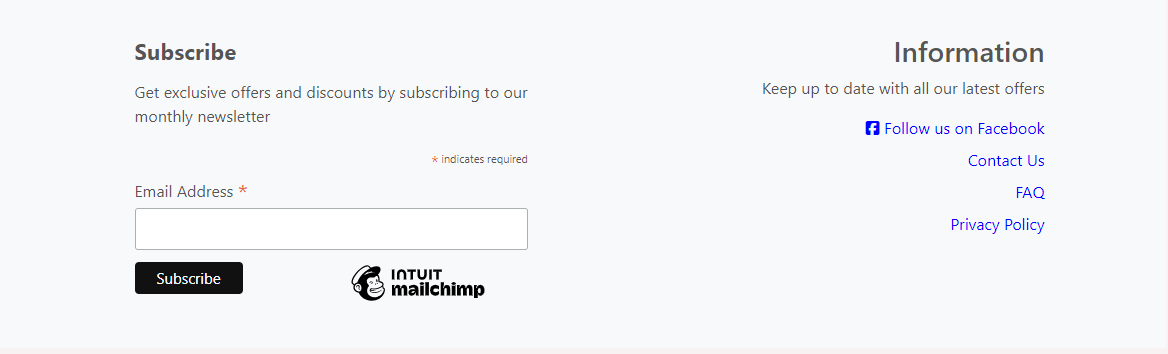 Subscribe
Get exclusive offers and discounts by subscribing to our
monthly newsletter
* indicates required
Email Address *
Subscribe
INTUIT
mailchimp
Information
Keep up to date with all our latest offers
Follow us on Facebook
Contact Us
FAQ
Privacy Policy